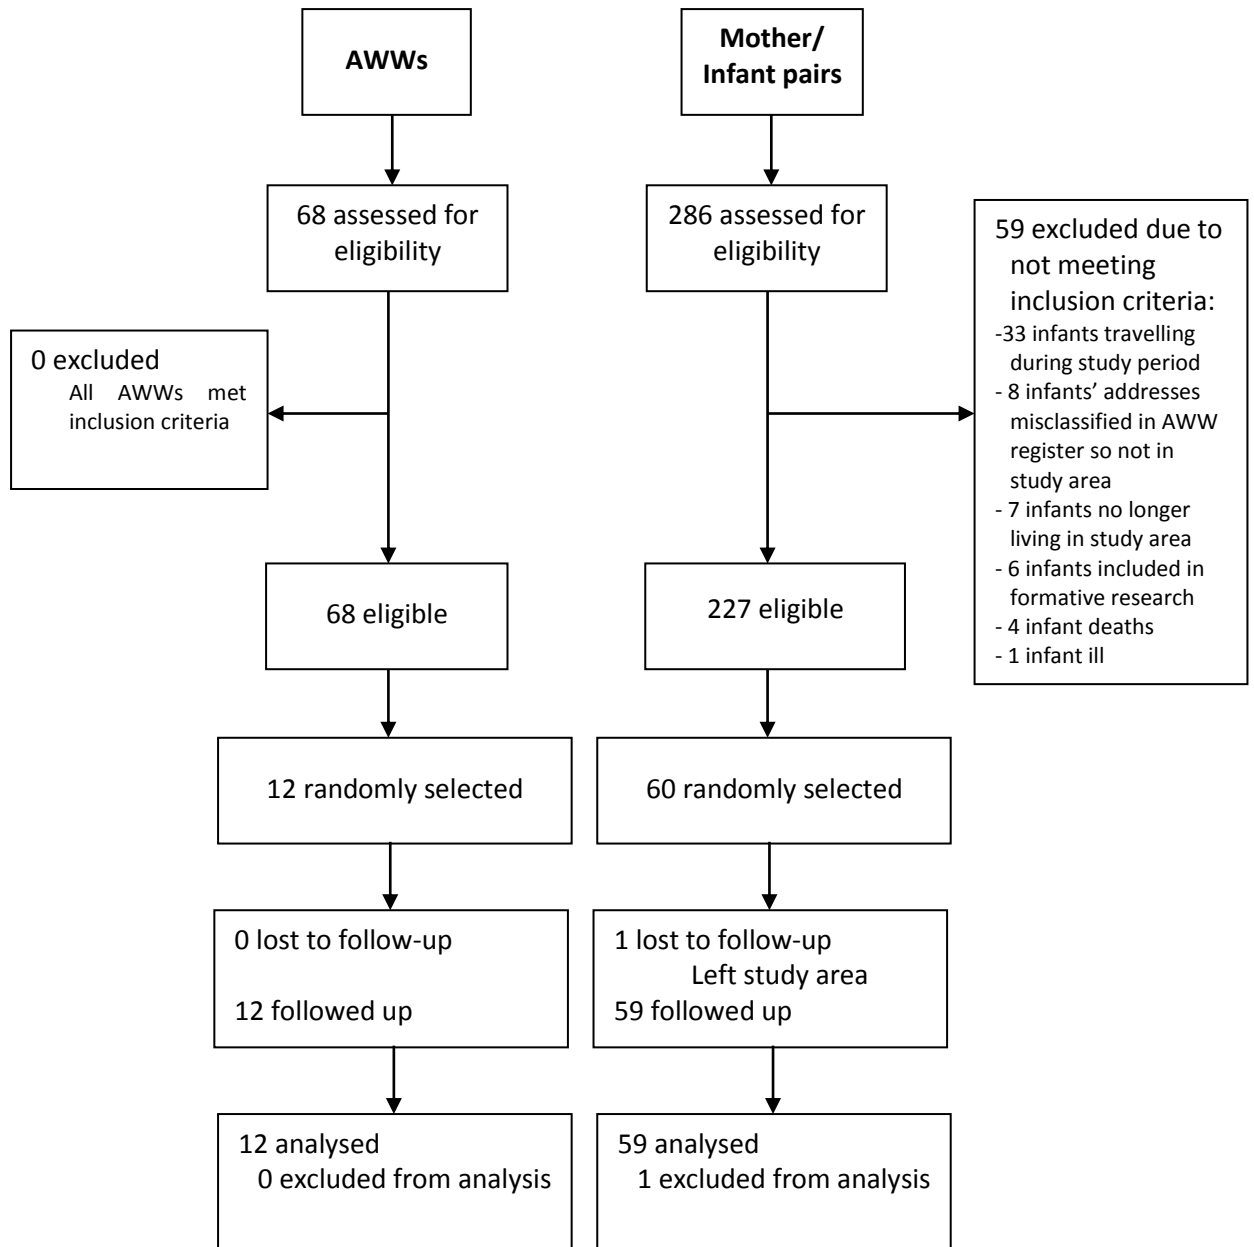 AWWs
Mother/
Infant pairs
68 assessed for
eligibility
286 assessed for
eligibility
59 excluded due to
not meeting
inclusion criteria:
-33 infants travelling
during study period
- 8 infants’ addresses
misclassified in AWW
register so not in
study area
- 7 infants no longer
living in study area
- 6 infants included in
formative research
- 4 infant deaths
- 1 infant ill
0 excluded
All AWWs met
inclusion criteria
68 eligible
227 eligible
12 randomly selected
60 randomly selected
0 lost to follow-up
12 followed up
1 lost to follow-up
Left study area
59 followed up
12 analysed
0 excluded from analysis
59 analysed
1 excluded from analysis